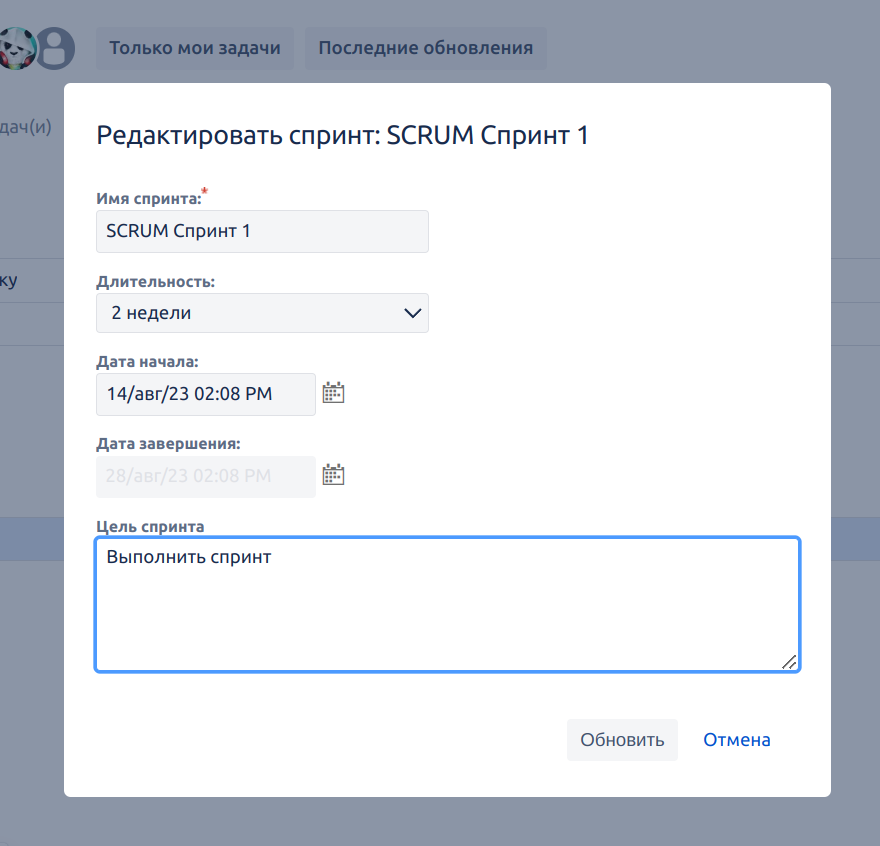 Только мои задачи Последние обновления
дач(и)
Редактировать спринт: SCRUM Спринт 1
Имя спринта:*
SCRUM Спринт 1
ку
Длительность:
2 недели
Дата начала:
14/авг/23 02:08 PM
Дата завершения:
28/авг/23 02:08 PM
Цель спринта
Выполнить спринт
Обновить Отмена